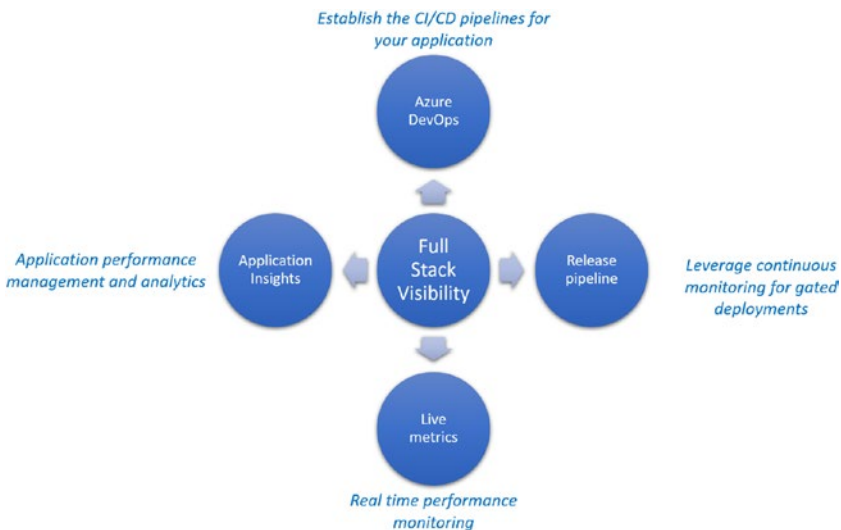 Establish the CI/CD pipelines for
your application
Azure
DevOps
Application performance
management and analytics
Application
Insights
Full
Stack
Visibility
Release
pipeline
Leverage continuous
monitoring for gated'
deployments
Live
metrics
Real time performance
monitoring